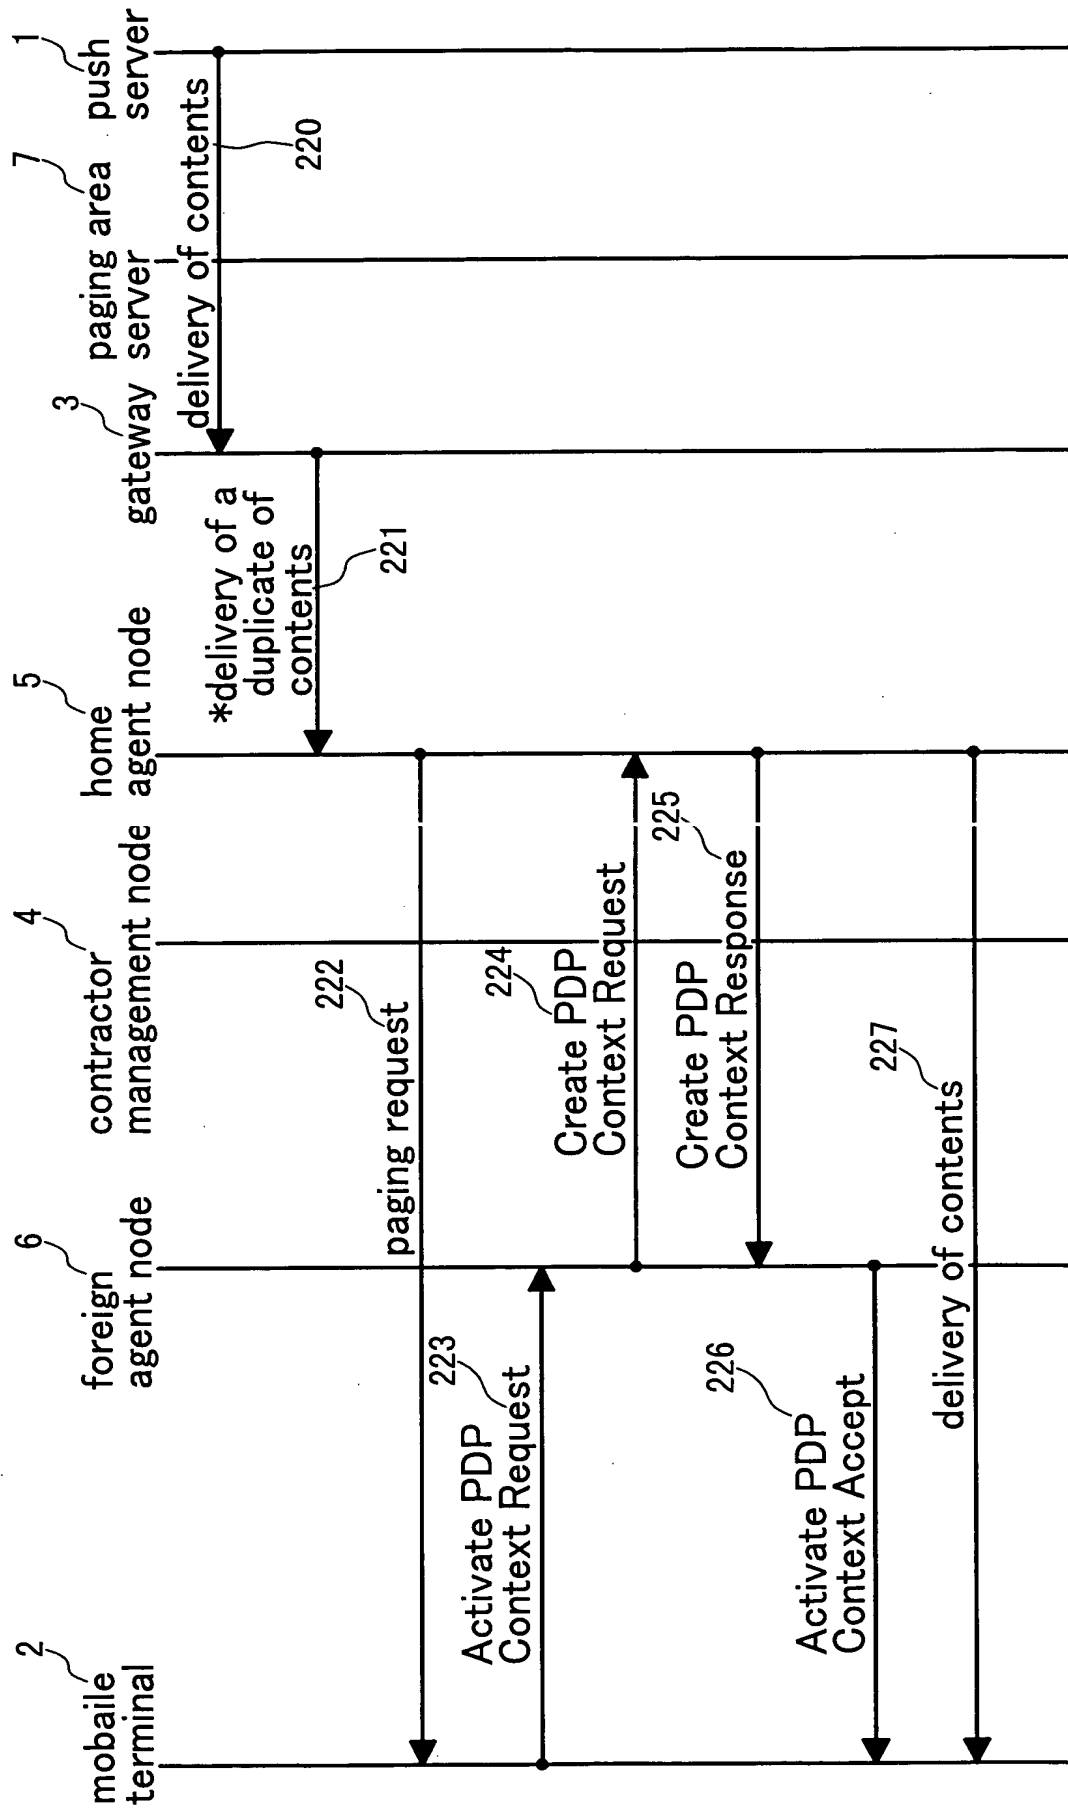 2
mobaile
terminal
6
foreign
agent node
4
contractor
management node
5
home
agent node
3
gateway
7
paging area
server
1
push
server
delivery of contents
220
*delivery of a
duplicate of
contents
221
222
paging request
223
Activate PDP
Context Request
224
Create PDP
Context Request
225
Create PDP
Context Response
226
Activate PDP
Context Accept
227
delivery of contents